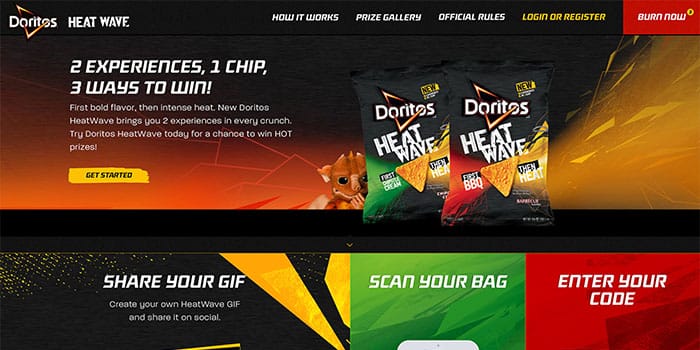 Doritos HEAT WAVE
HOW IT WORKS
PRIZE GALLERY
OFFICIAL RULES
LOGIN OR REGISTER
BURN NOW
2 EXPERIENCES, 1 CHIP,
3 WAYS TO WIN!
First bold flavor, then intense heat. New Doritos
HeatWave brings you 2 experiences in every crunch.
Try Doritos HeatWave today for a chance to win HOT
prizes!
GET STARTED
NEW
Doritos
HEAT
WAVE
FIRST
CREAM
THEN
HEAT
NEW
Doritos
HEAT
WAVE
FIRST
BBQ
THEN
HEAT
BARBECUE
SHARE YOUR GIF
Create your own HeatWave GIF
and share it on social.
SCAN YOUR BAG
ENTER YOUR
CODE